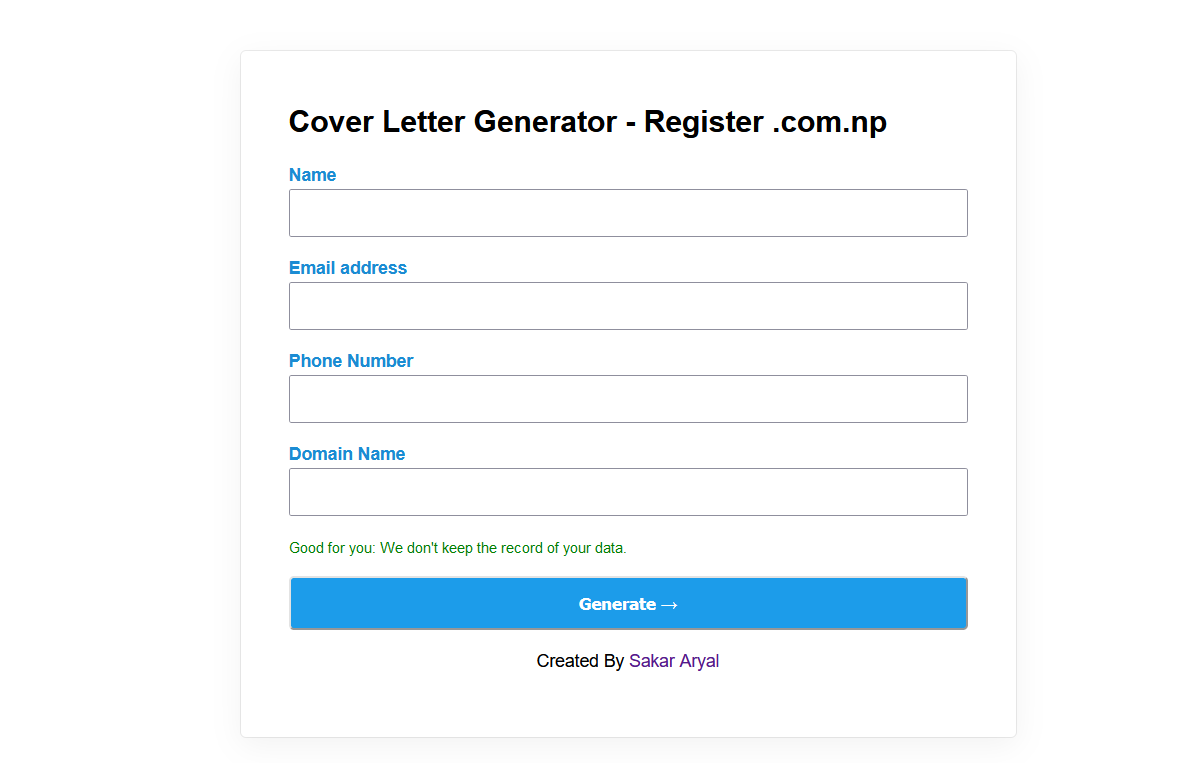 Cover Letter Generator - Register .com.np
Name
Email address
Phone Number
Domain Name
Good for you: We don't keep the record of your data.
Generate →
Created By Sakar Aryal